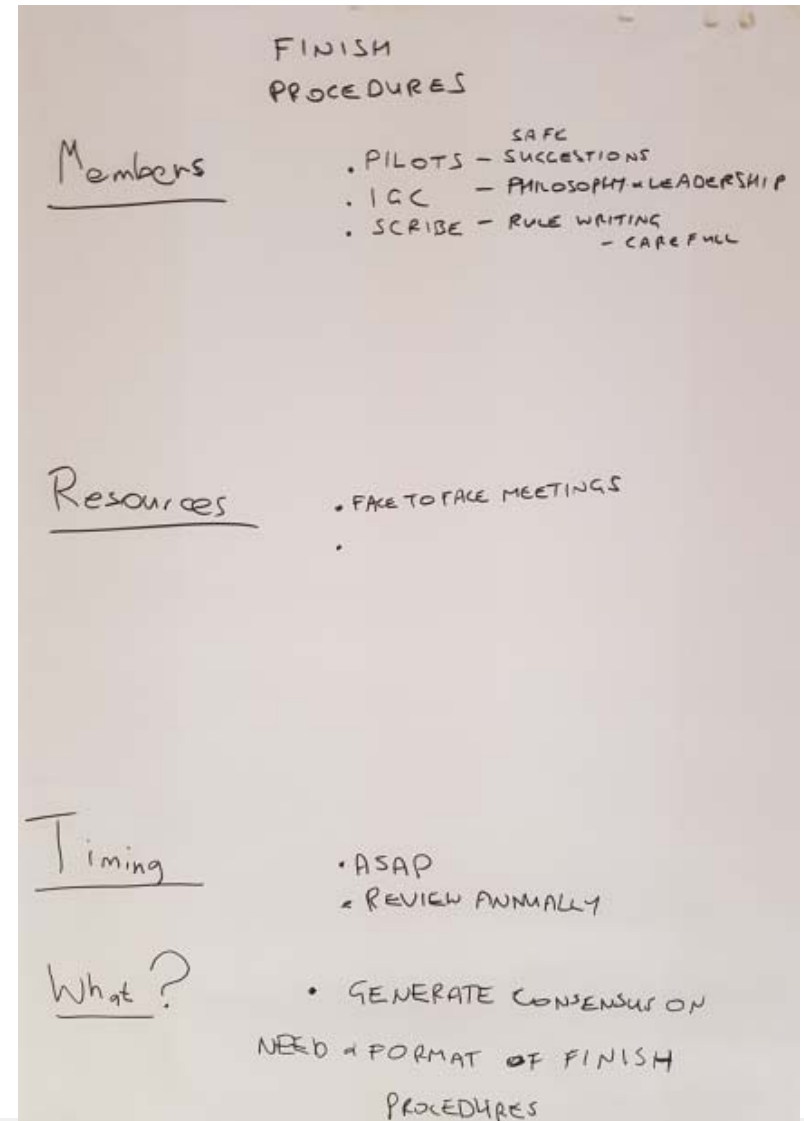 FINISH
PROCEDURES
Members
SAFE
. PILOTS - SUGGESTIONS
. IGC - PHILOSOPHY & LEADERSHIP
. SCRIBE - RULE WRITING
- CAREFULL
Resources
. FACE TO FACE MEETINGS
.
Timing
. ASAP
. REVIEW ANNUALLY
What?
. GENERATE CONSENSUS ON
NEED & FORMAT OF FINISH
PROCEDURES